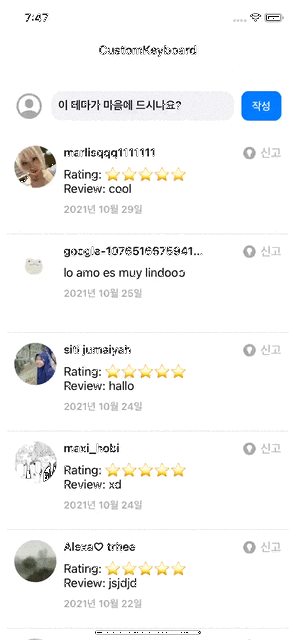 7:47
CustomKeyboard
이 테마가 마음에 드시나요?
작성
marlisqqq1111111
신고
Rating: ⭐⭐⭐⭐⭐
Review: cool
2021년 10월 29일
google-1076516675941...
신고
lo amo es muy lindooo
2021년 10월 25일
siti jumaiyah
신고
Rating: ⭐⭐⭐⭐⭐
Review: hallo
2021년 10월 24일
maxi_hobi
신고
Rating: ⭐⭐⭐⭐⭐
Review: xd
2021년 10월 24일
Alexa♡ trhee
신고
Rating: ⭐⭐⭐⭐⭐
Review: jsjdjd
2021년 10월 22일